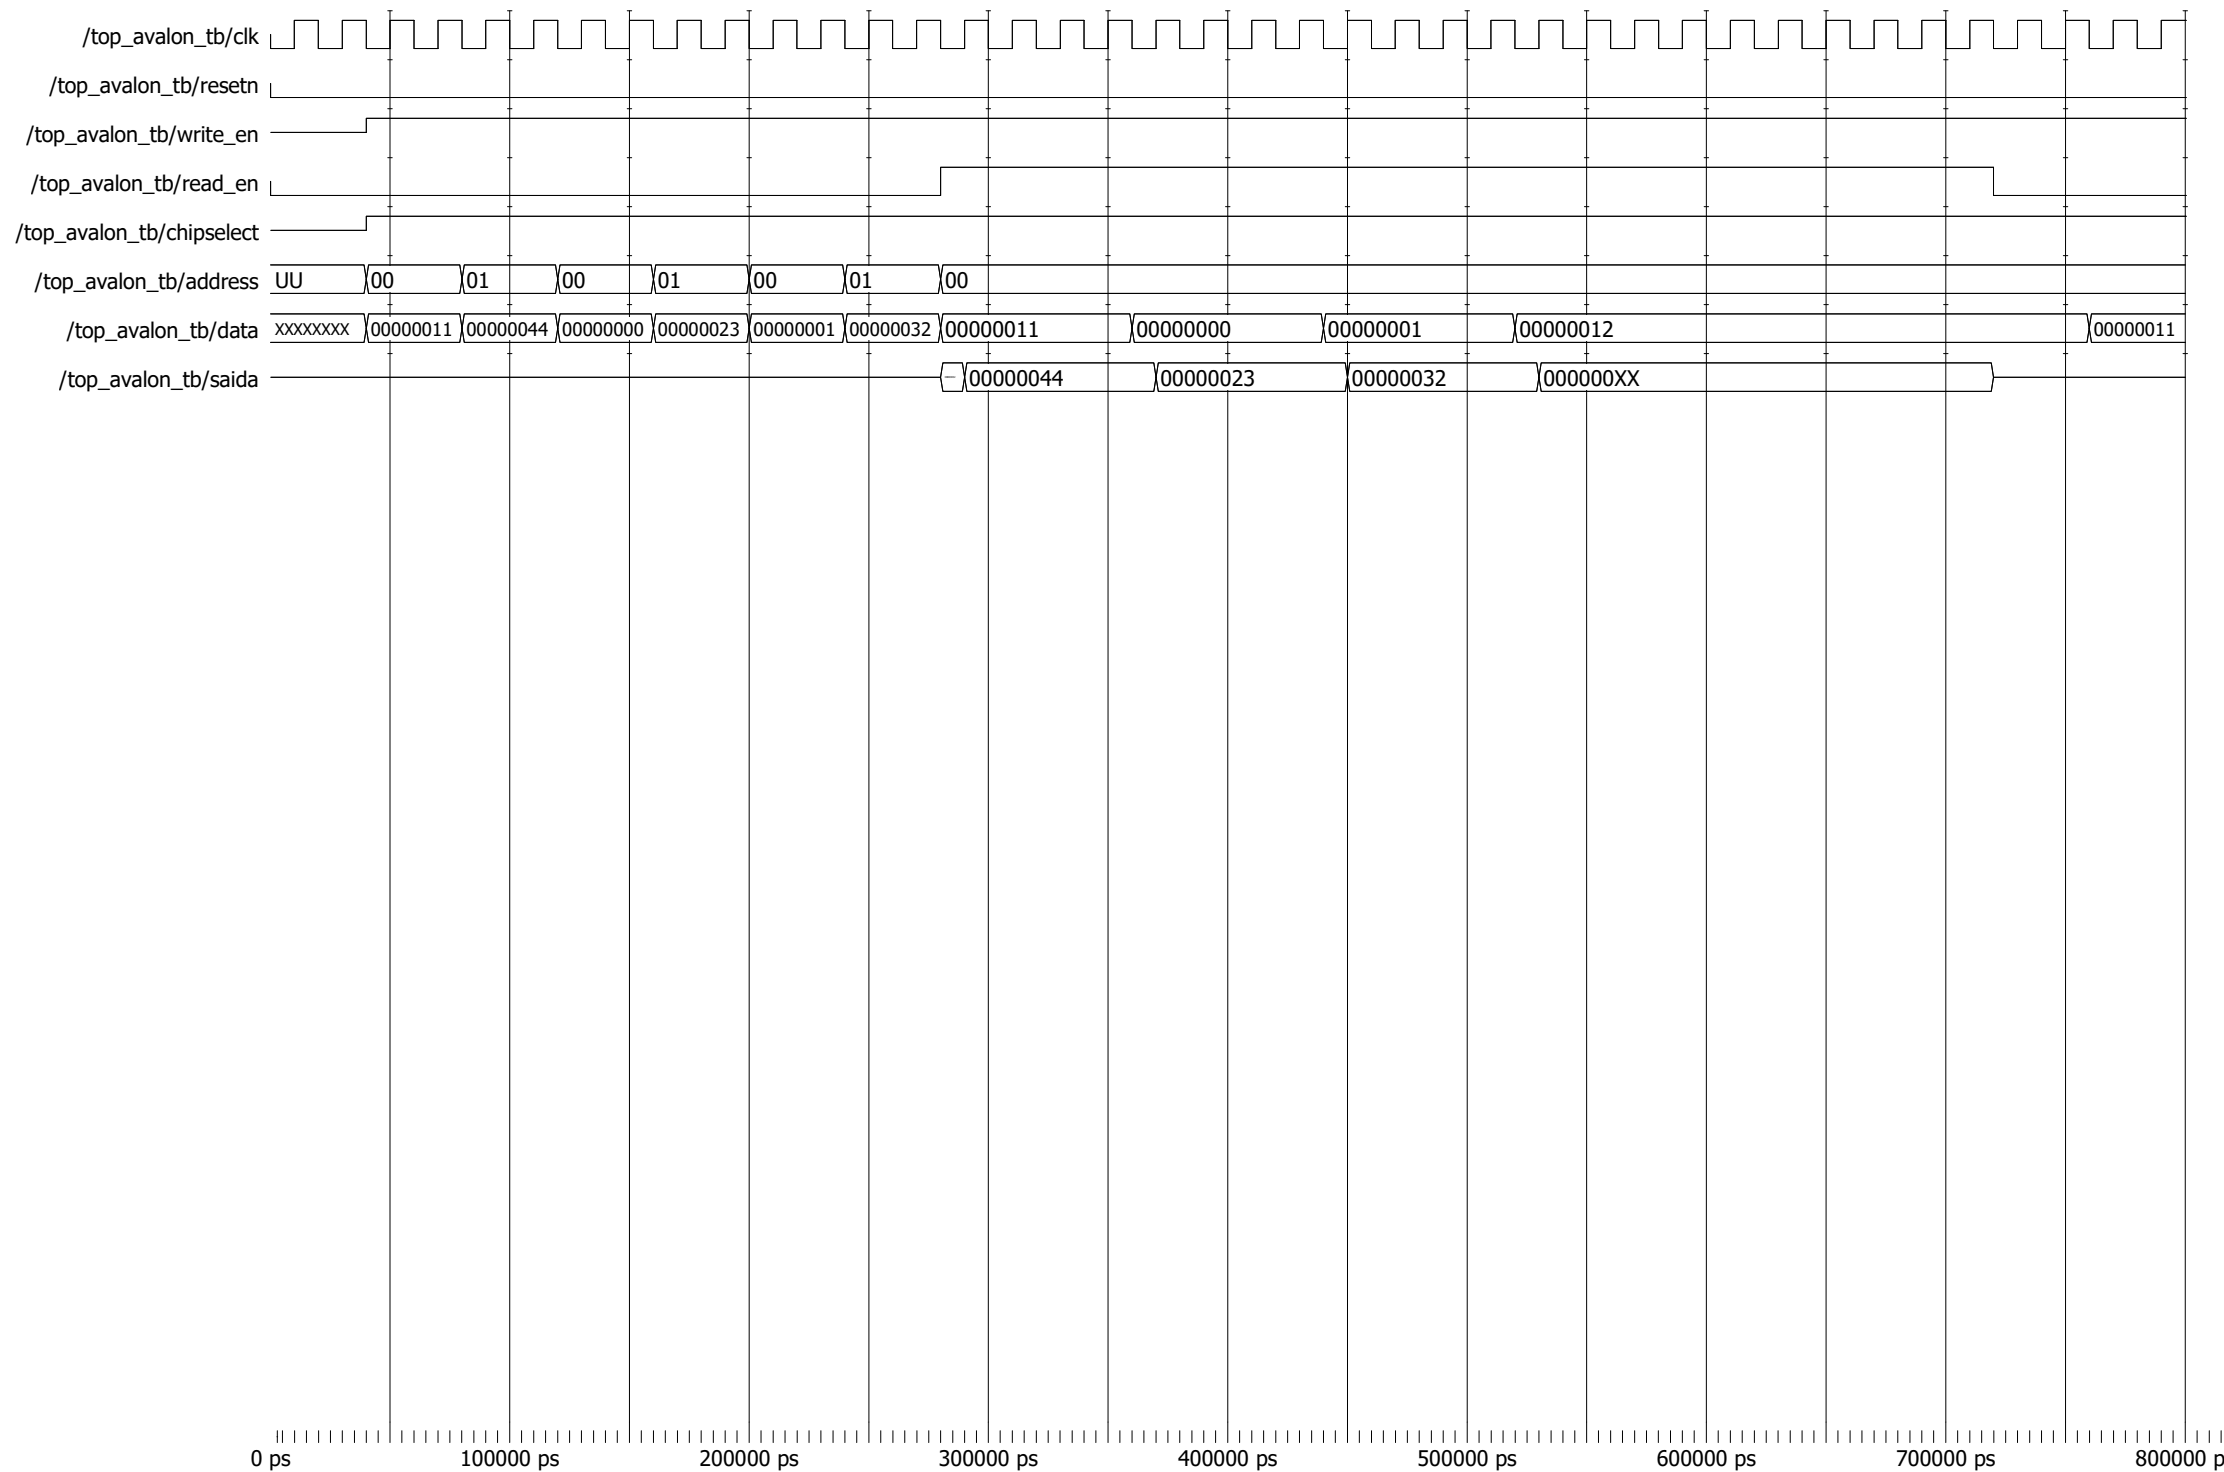 /top_avalon_tb/clk
/top_avalon_tb/resetn
/top_avalon_tb/write_en
/top_avalon_tb/read_en
/top_avalon_tb/chipselect
/top_avalon_tb/address UU 00 01 00 01 00 01 00
/top_avalon_tb/data XXXXXXXX 00000011 00000044 00000000 00000023 00000001 00000032 00000011 00000000 00000001 00000012 00000011
/top_avalon_tb/saida 00000044 00000023 00000032 000000XX
0 ps 100000 ps 200000 ps 300000 ps 400000 ps 500000 ps 600000 ps 700000 ps 800000 p